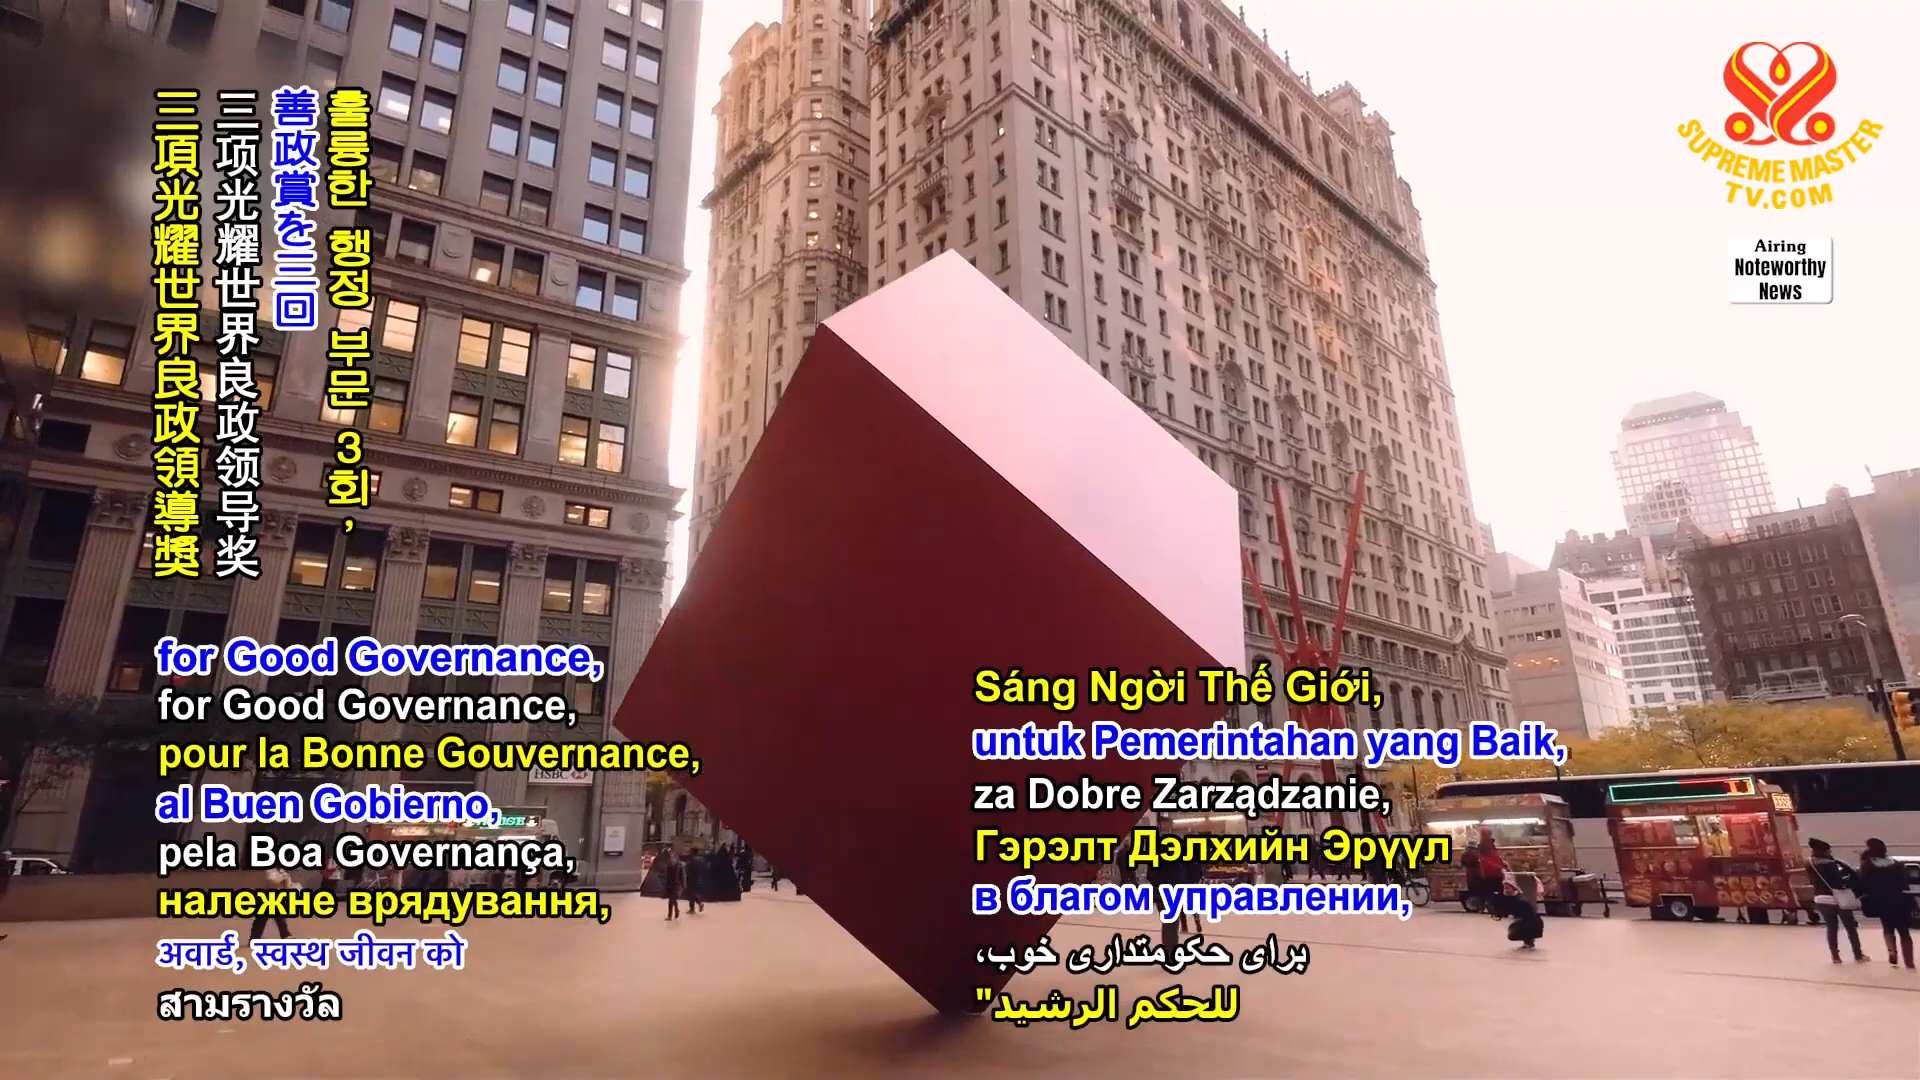 三項光耀世界良政領導獎
三项光耀世界良政领导奖
善政賞を三回
훌륭한 행정 부문 3회,
SUPREME MASTER
TV.COM
Airing
Noteworthy
News
for Good Governance,
for Good Governance,
pour la Bonne Gouvernance,
al Buen Gobierno,
pela Boa Governança,
належне врядування,
अवार्ड, स्वस्थ जीवन को
สามรางวัล
Sáng Ngời Thế Giới,
untuk Pemerintahan yang Baik,
za Dobre Zarządzanie,
Гэрэлт Дэлхийн Эрүүл
в благом управлении,
برای حکومتداری خوب،
للحكم الرشيد"
HSBC